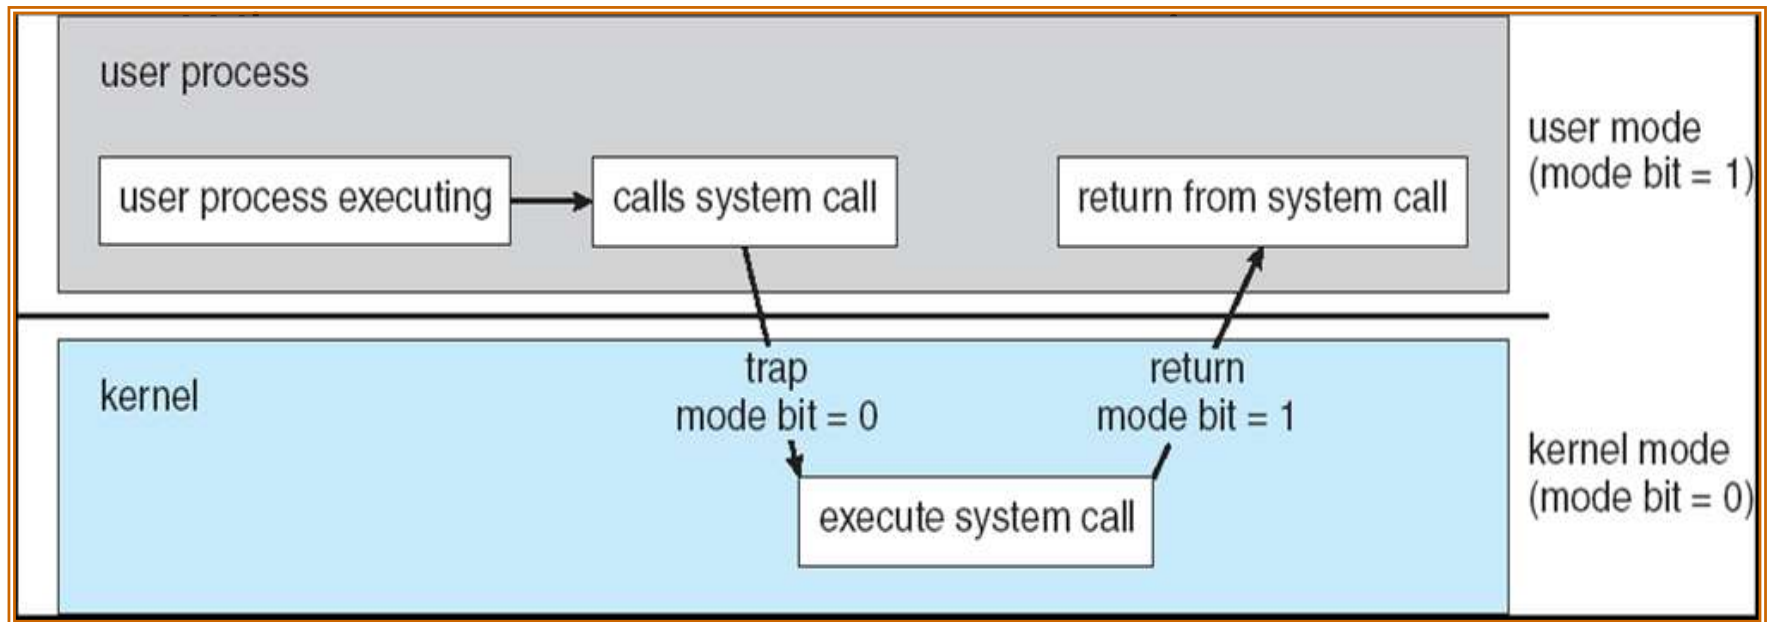 user process
user mode
(mode bit = 1)
user process executing
calls system call
return from system call
trap
mode bit = 0
return
mode bit = 1
kernel
kernel mode
(mode bit = 0)
execute system call